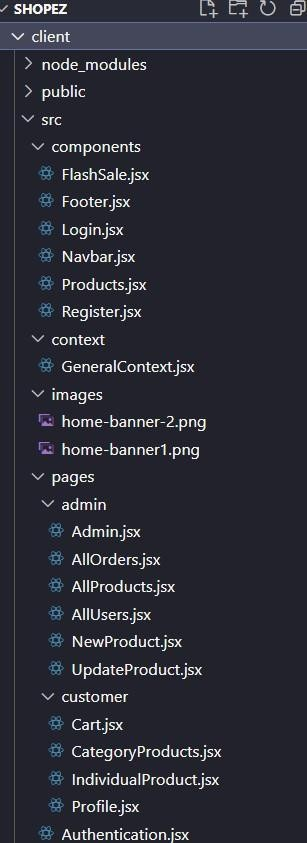 SHOPEZ
client
node_modules
public
src
components
FlashSale.jsx
Footer.jsx
Login.jsx
Navbar.jsx
Products.jsx
Register.jsx
context
GeneralContext.jsx
images
home-banner-2.png
home-banner1.png
pages
admin
Admin.jsx
AllOrders.jsx
AllProducts.jsx
AllUsers.jsx
NewProduct.jsx
UpdateProduct.jsx
customer
Cart.jsx
CategoryProducts.jsx
IndividualProduct.jsx
Profile.jsx
Authentication.jsx